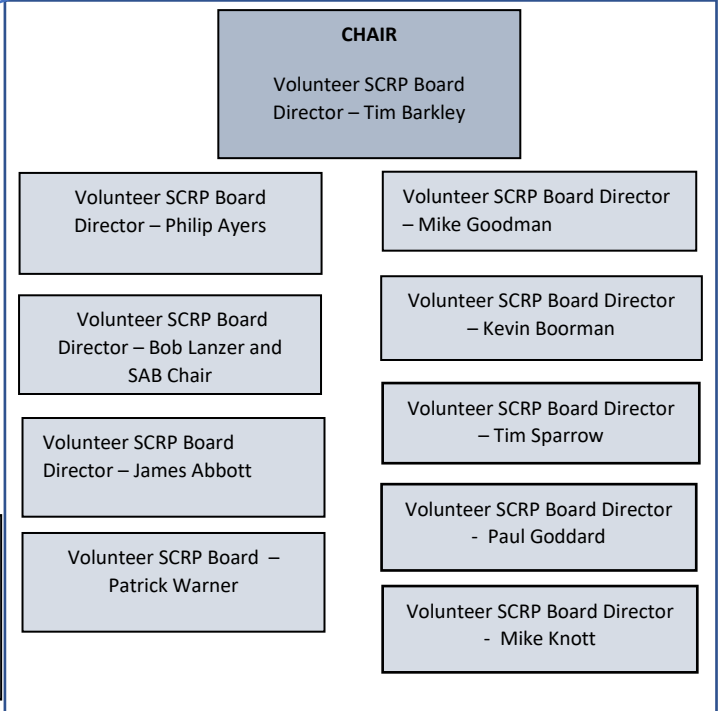 CHAIR
Volunteer SCRP Board
Director – Tim Barkley
Volunteer SCRP Board
Director – Philip Ayers
Volunteer SCRP Board
Director – Bob Lanzer and
SAB Chair
Volunteer SCRP Board
Director – James Abbott
Volunteer SCRP Board –
Patrick Warner
Volunteer SCRP Board Director
– Mike Goodman
Volunteer SCRP Board Director
– Kevin Boorman
Volunteer SCRP Board Director
– Tim Sparrow
Volunteer SCRP Board Director
- Paul Goddard
Volunteer SCRP Board Director
- Mike Knott